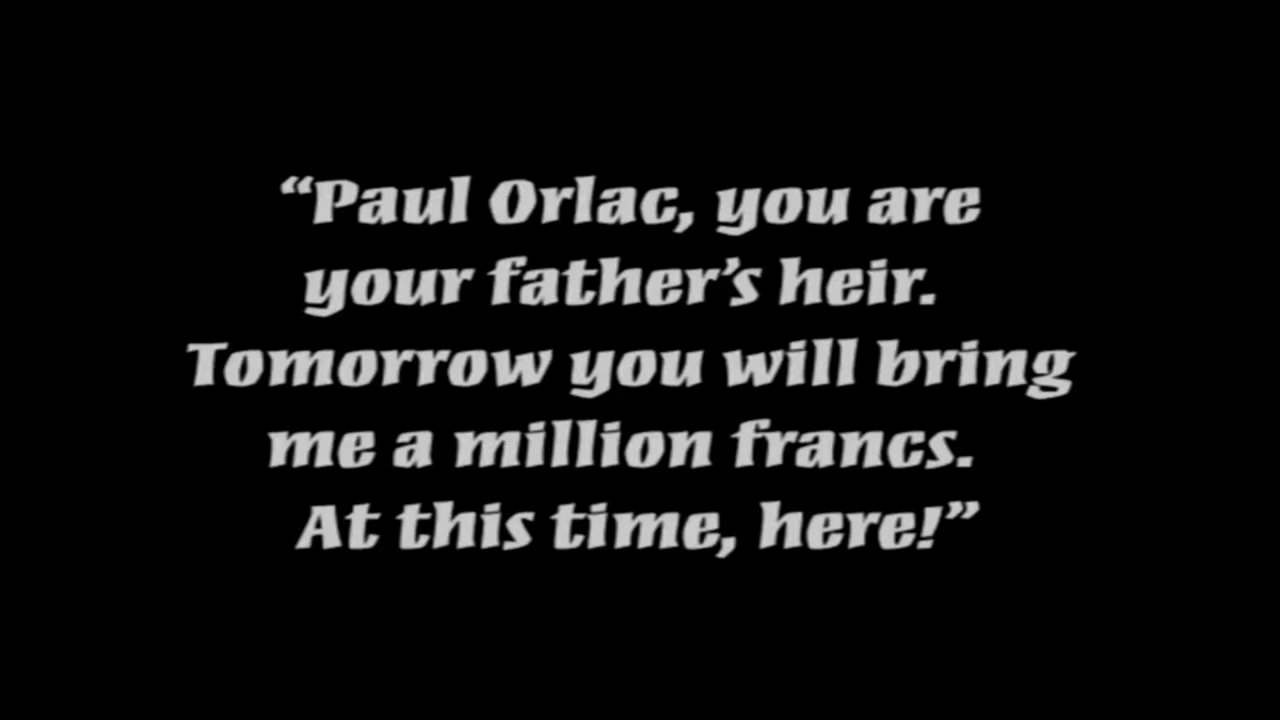 “Paul Orlac, you are
your father’s heir.
Tomorrow you will bring
me a million francs.
At this time, here!”